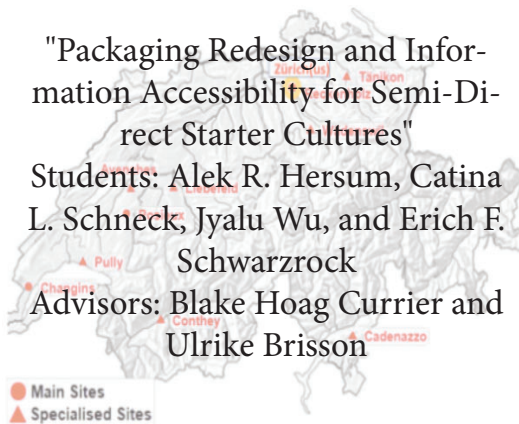 "Packaging Redesign and Infor-
Zürich(us)
Tänikon
mation Accessibility for Semi-Di-
rect Starter Cultures"
Students: Alek R. Hersum, Catina
Liebefeld
L. Schneck, Jyalu Wu, and Erich F.
Schwarzrock
Pully
Changins
Advisors: Blake Hoag Currier and
Conthey
Cadenazzo
Ulrike Brisson
Main Sites
Specialised Sites